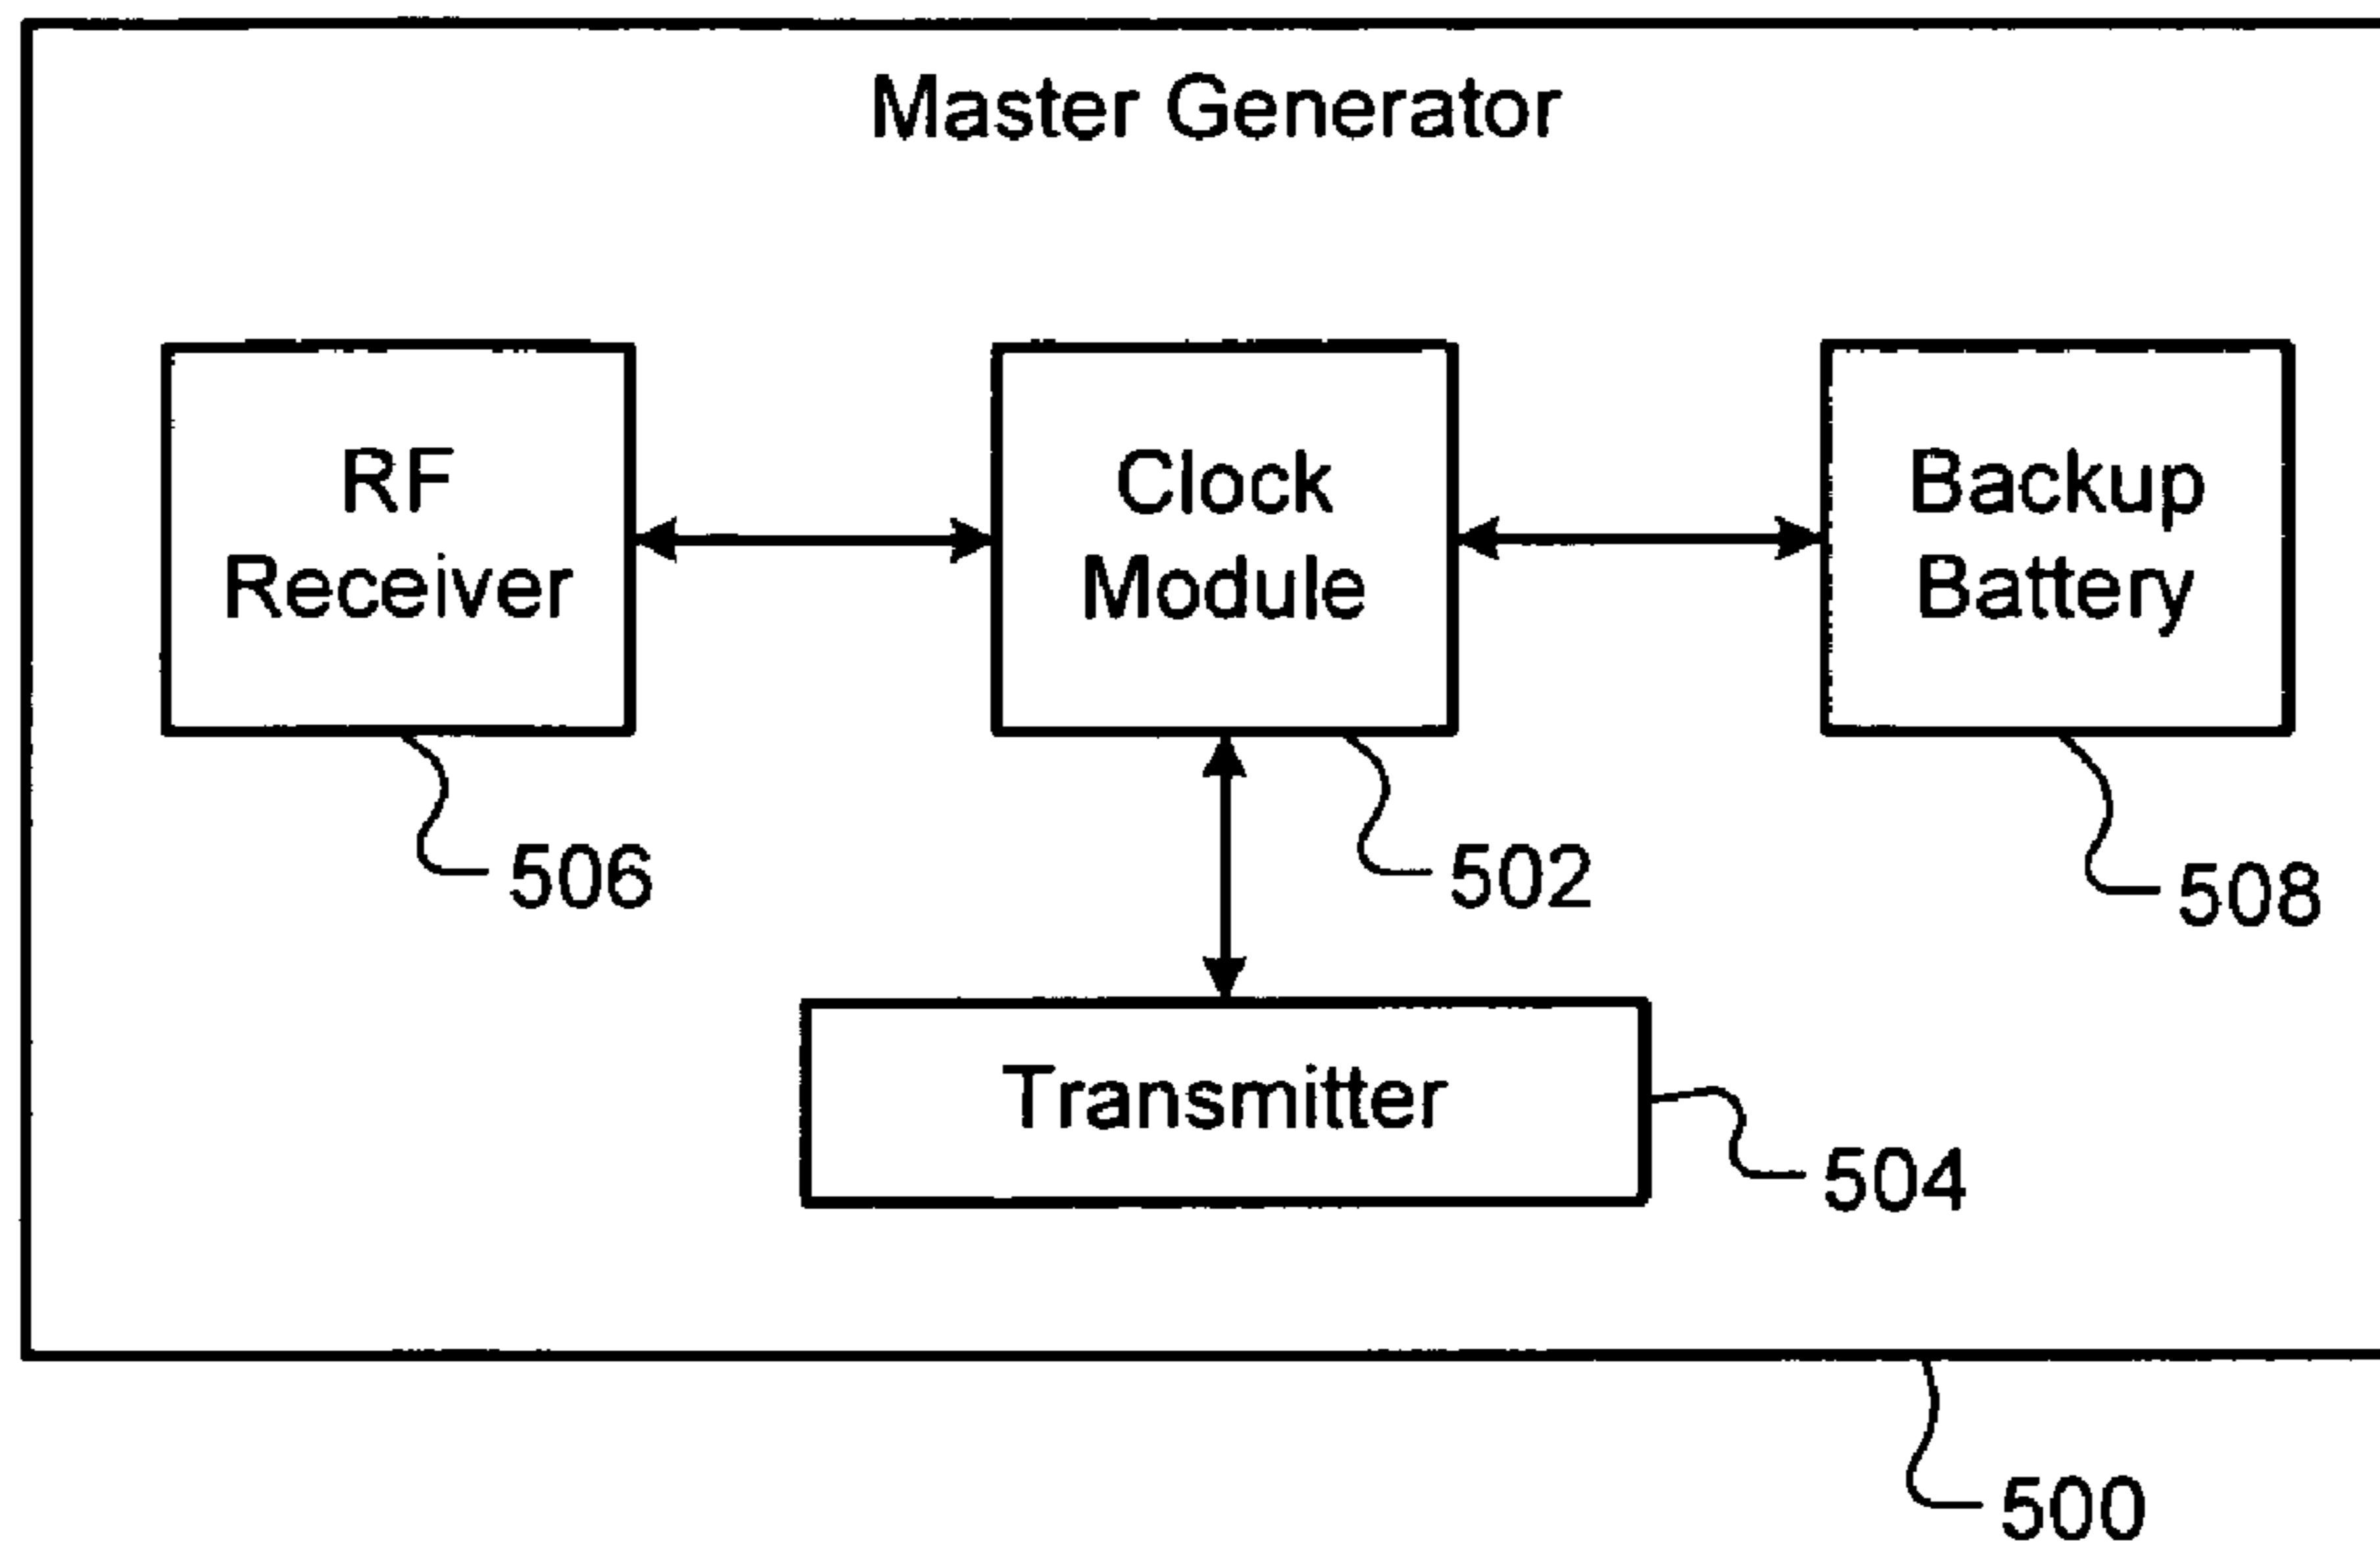 Master Generator
RF
Receiver
Clock
Module
Backup
Battery
506
502
508
Transmitter
504
500